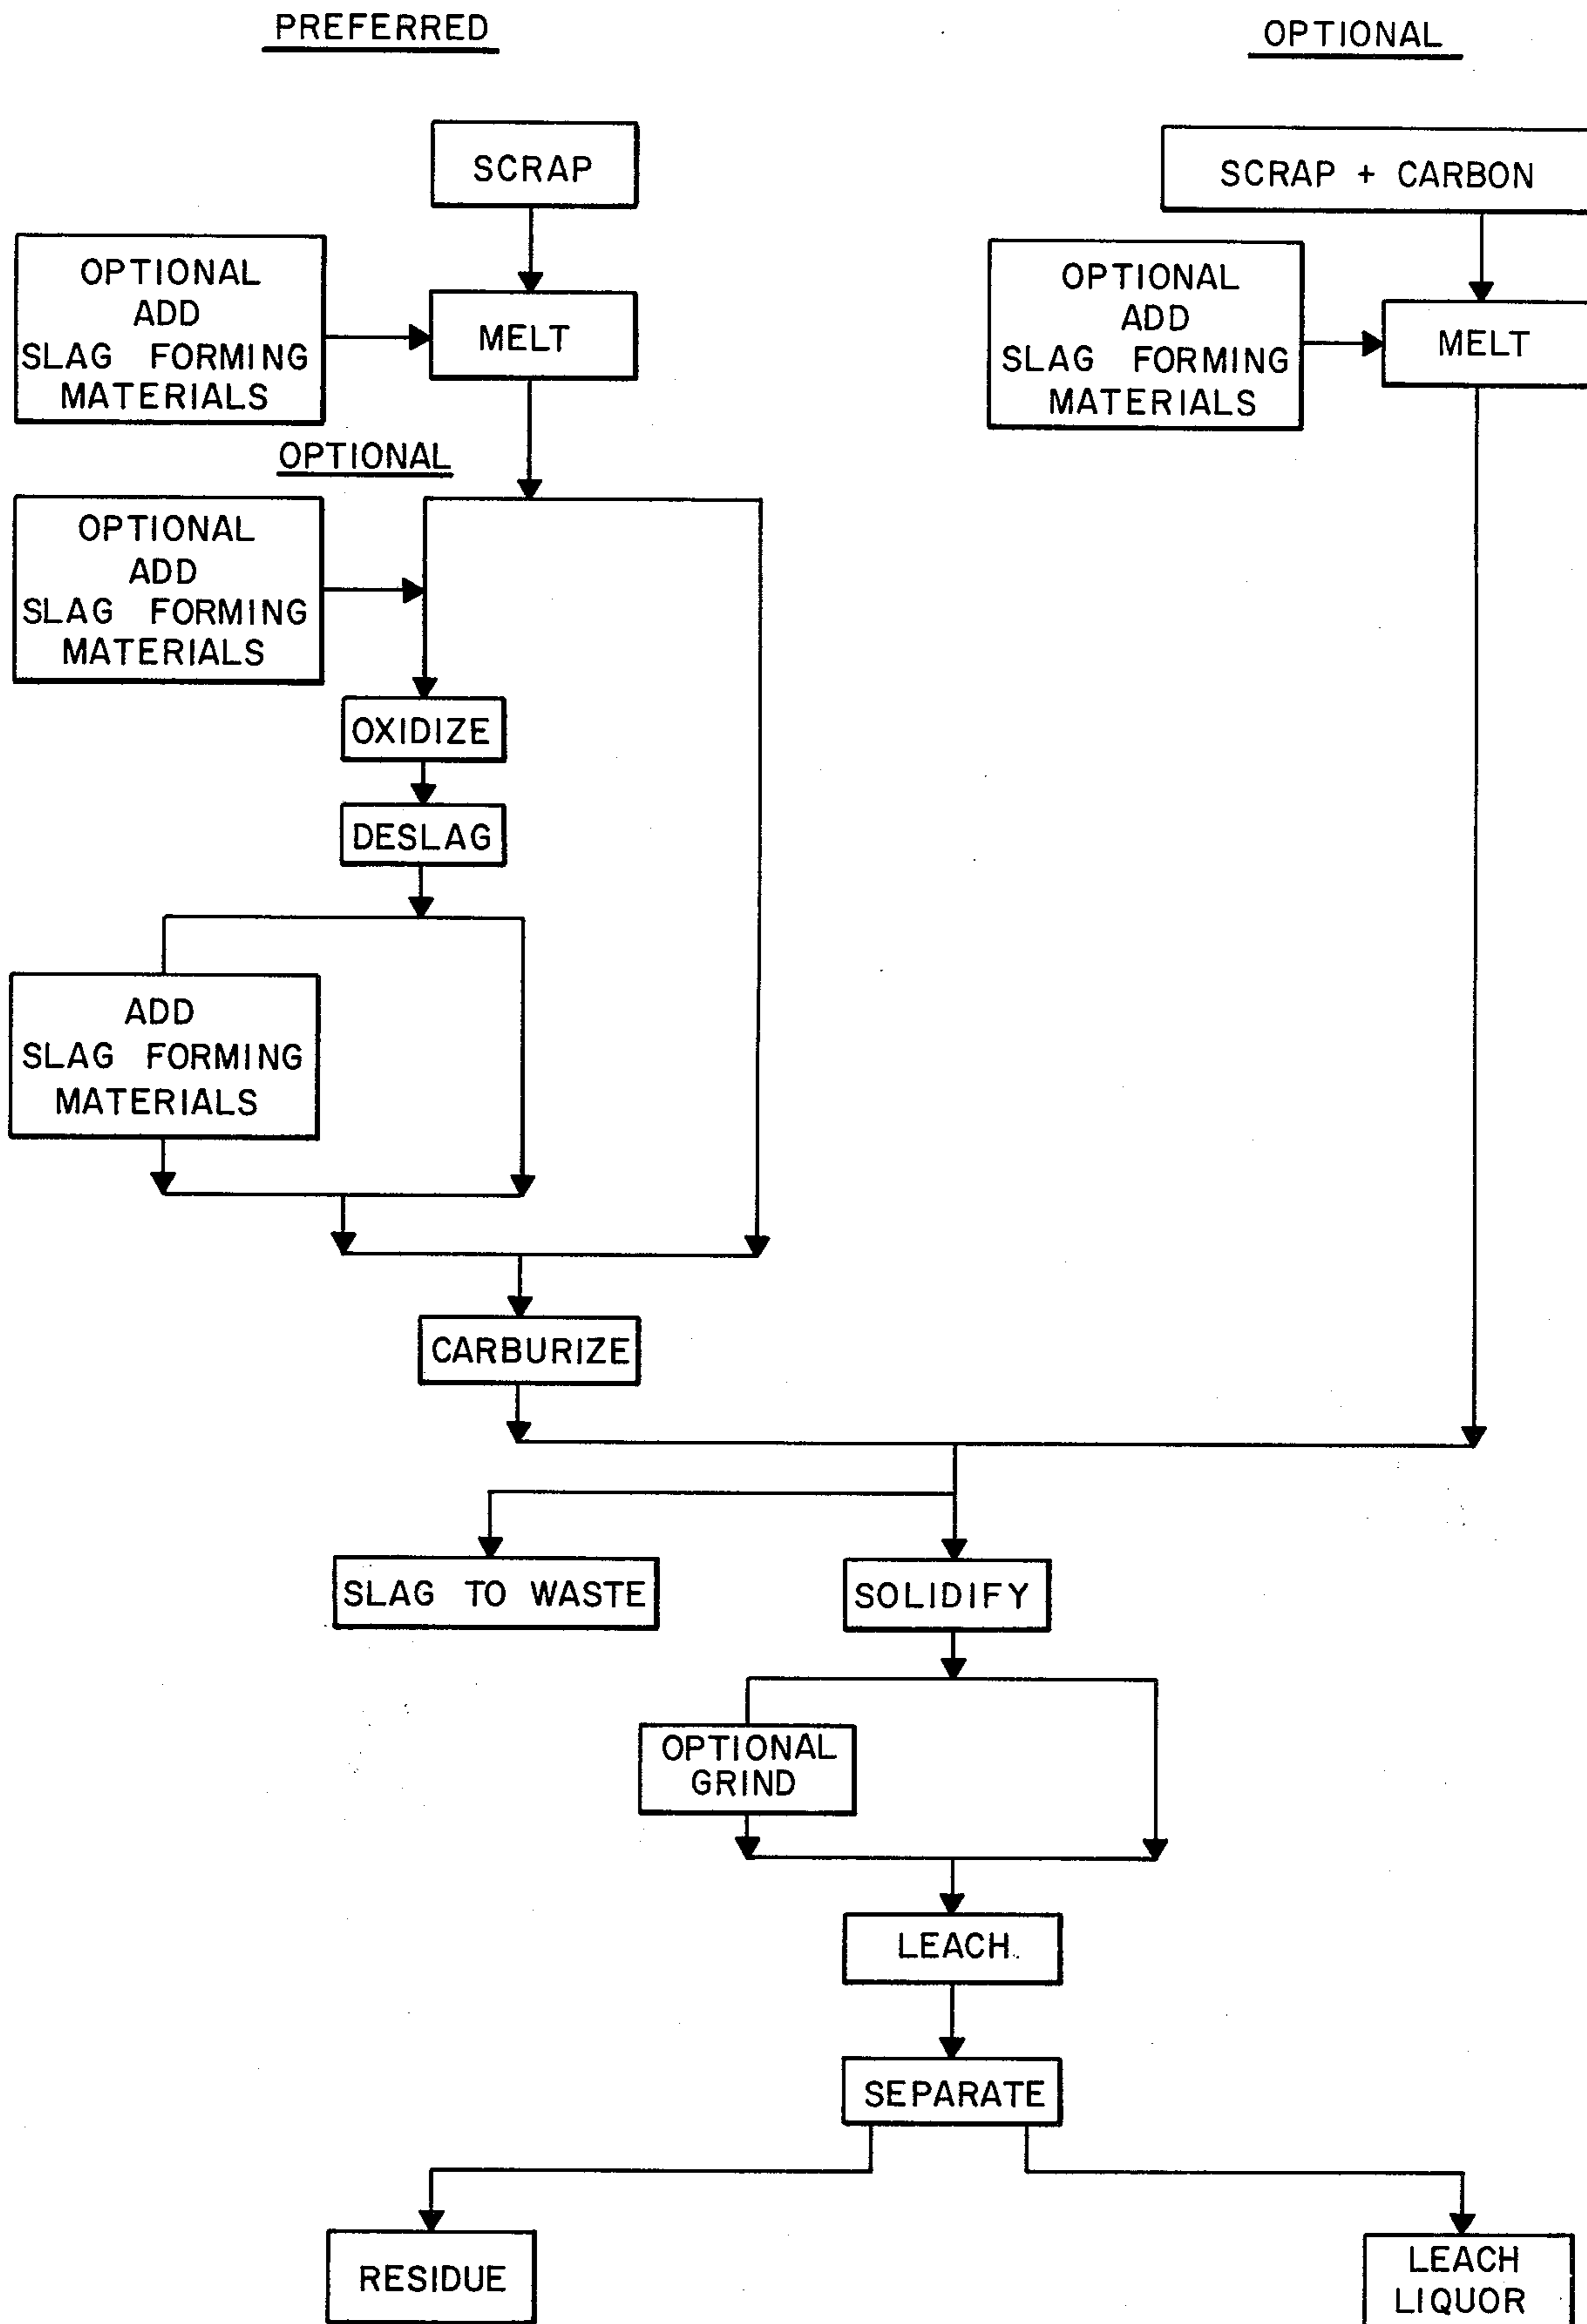 PREFERRED
OPTIONAL
SCRAP
SCRAP + CARBON
OPTIONAL
ADD
SLAG FORMING
MATERIALS
MELT
OPTIONAL
ADD
SLAG FORMING
MATERIALS
MELT
OPTIONAL
OPTIONAL
ADD
SLAG FORMING
MATERIALS
OXIDIZE
DESLAG
ADD
SLAG FORMING
MATERIALS
CARBURIZE
SLAG TO WASTE
SOLIDIFY
OPTIONAL
GRIND
LEACH
SEPARATE
RESIDUE
LEACH
LIQUOR